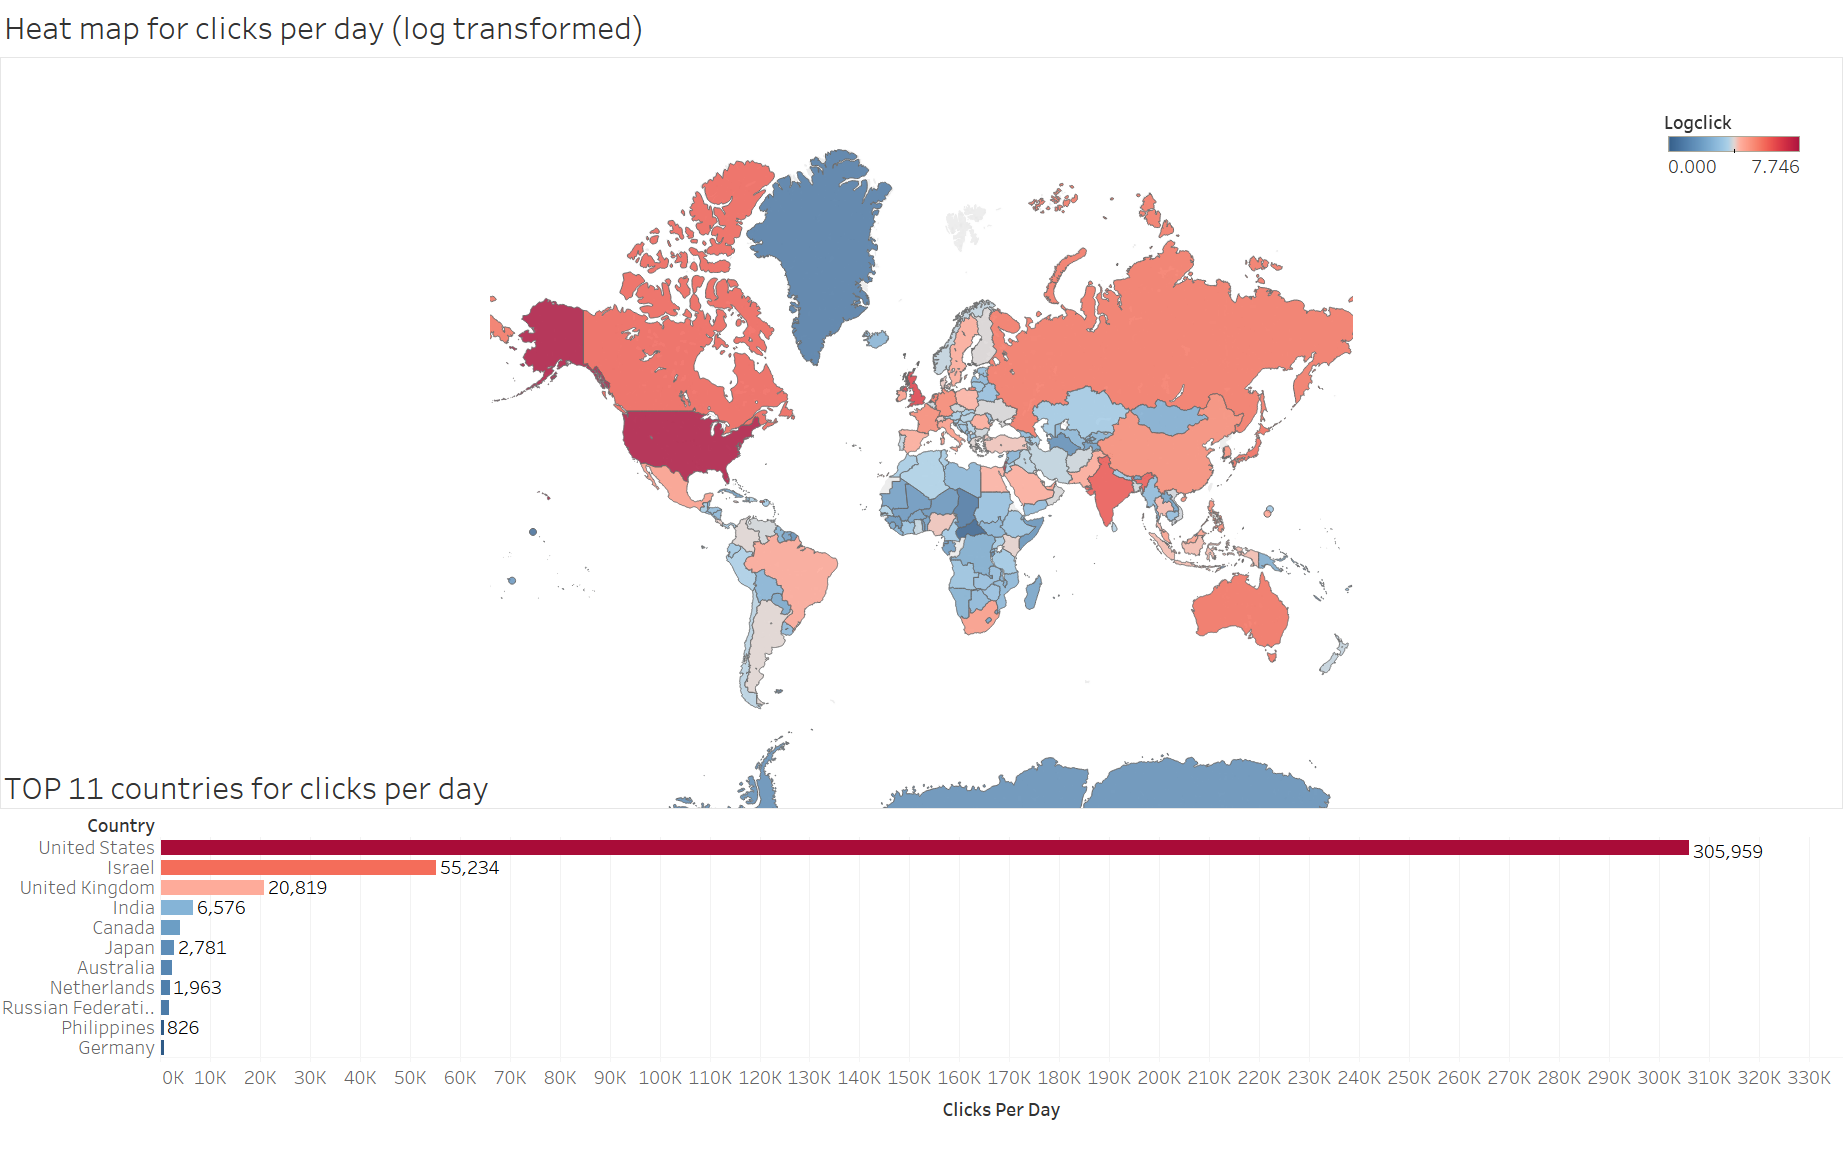 Heat map for clicks per day (log transformed)
Logclick
0.000 7.746
TOP 11 countries for clicks per day
Country
United States 305,959
Israel 55,234
United Kingdom 20,819
India 6,576
Canada
Japan 2,781
Australia
Netherlands 1,963
Russian Federati..
Philippines 826
Germany
0K 10K 20K 30K 40K 50K 60K 70K 80K 90K 100K 110K 120K 130K 140K 150K 160K 170K 180K 190K 200K 210K 220K 230K 240K 250K 260K 270K 280K 290K 300K 310K 320K 330K
Clicks Per Day